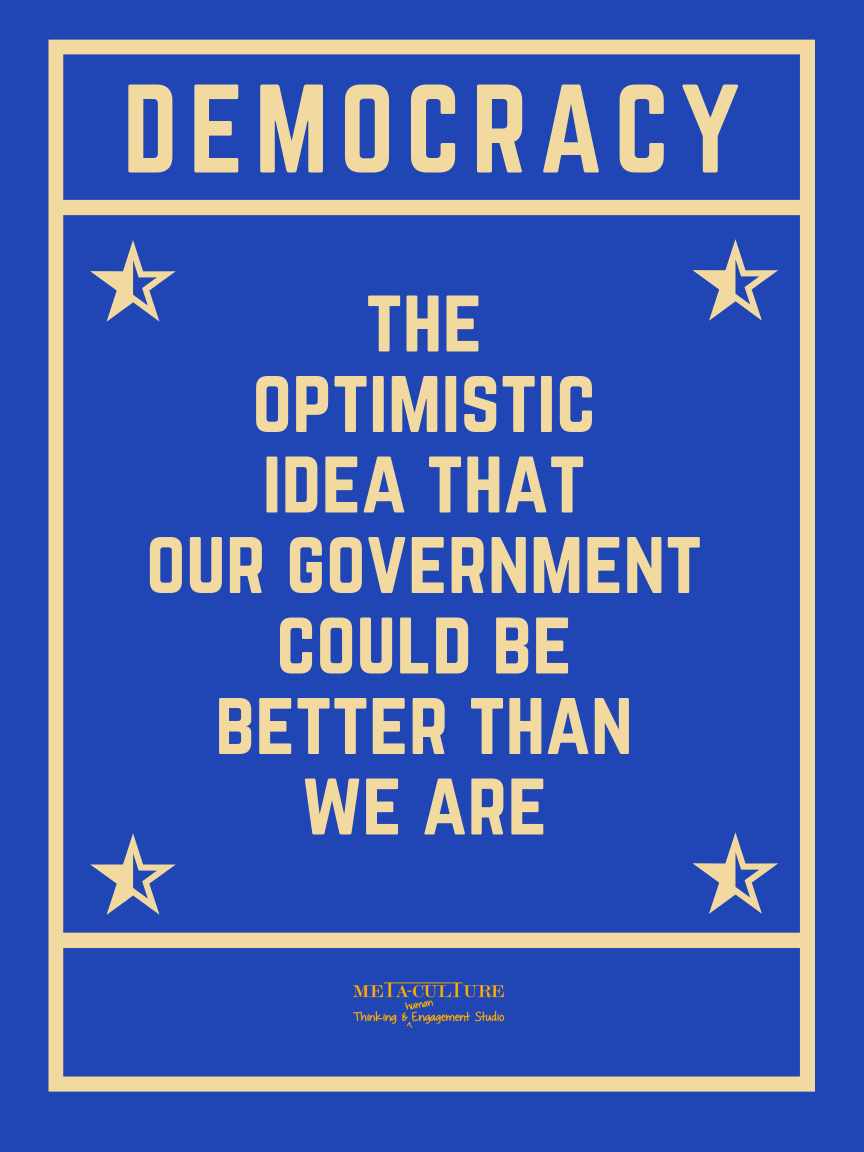 DEMOCRACY
THE
OPTIMISTIC
IDEA THAT
OUR GOVERNMENT
COULD BE
BETTER THAN
WE ARE
META-CULTURE
human
Thinking & ^ Engagement Studio